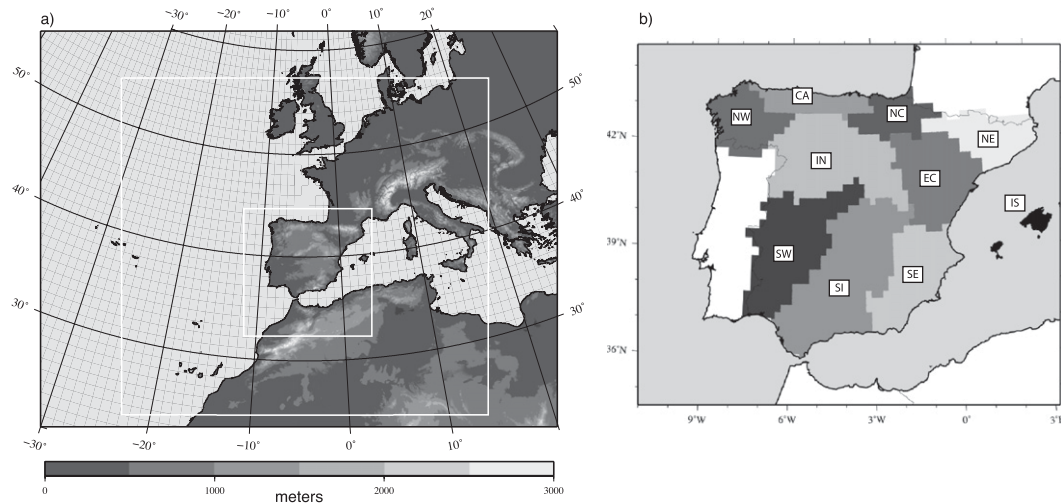 a)
−30° −20° −10° 0° 10° 20°
50° 50°
40° 40°
30° 30°
−30° −20° −10° 0° 10°
0 1000 2000 3000
meters
b)
CA
NW NC
NE
IN
EC
IS
SW
SE
SI
42°N
39°N
36°N
9°W 6°W 3°W 0° 3°E